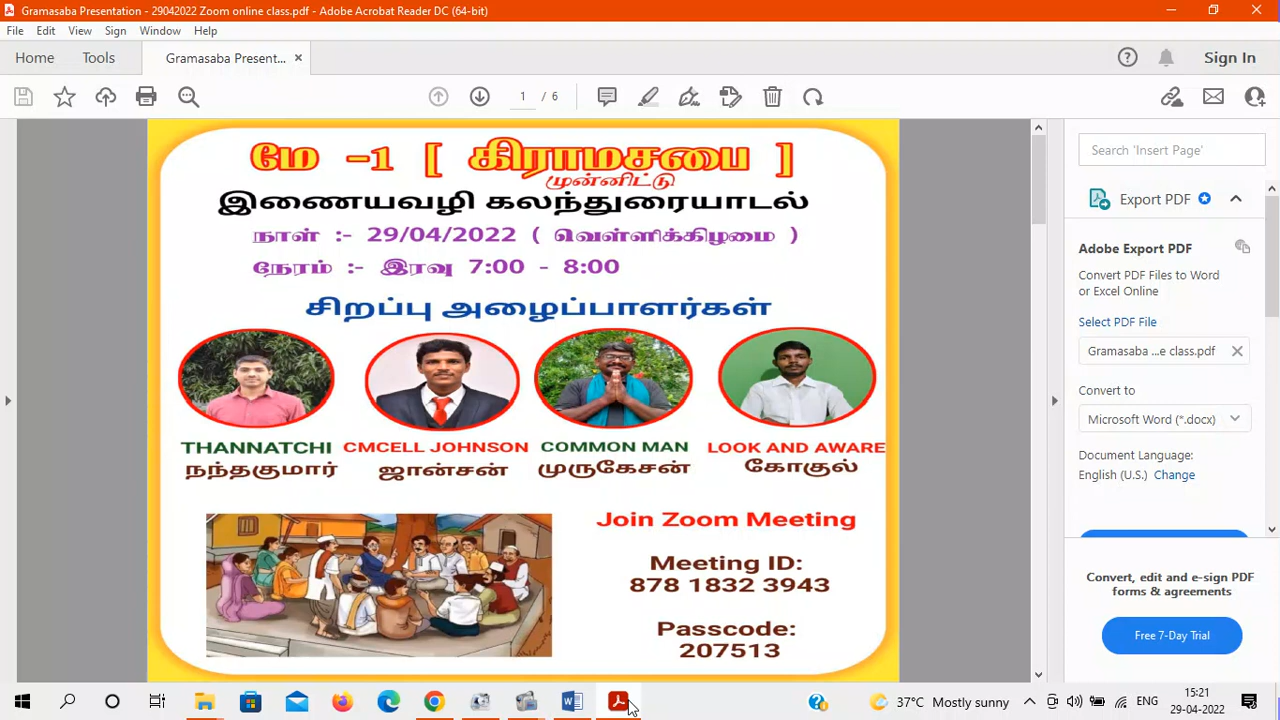 Gramasaba Presentation - 29042022 Zoom online class.pdf - Adobe Acrobat Reader DC (64-bit)
File Edit View Sign Window Help
Home Tools Gramasaba Present... × Sign In
1 / 6
மே -1 [ கிராமசபை ]
முன்னிட்டு
இணையவழி கலந்துரையாடல்
நாள் :- 29/04/2022 ( வெள்ளிக்கிழமை )
நேரம் :- இரவு 7:00 - 8:00
சிறப்பு அழைப்பாளர்கள்
THANNATCHI CMCELL JOHNSON COMMON MAN LOOK AND AWARE
நந்தகுமார் ஜான்சன் முருகேசன் கோகுல்
Join Zoom Meeting
Meeting ID:
878 1832 3943
Passcode:
207513
Search 'Insert Page'
Export PDF
Adobe Export PDF
Convert PDF Files to Word
or Excel Online
Select PDF File
Gramasaba ...e class.pdf
Convert to
Microsoft Word (*.docx)
Document Language:
English (U.S.) Change
Convert, edit and e-sign PDF
forms & agreements
Free 7-Day Trial
37°C Mostly sunny ENG 15:21
29-04-2022